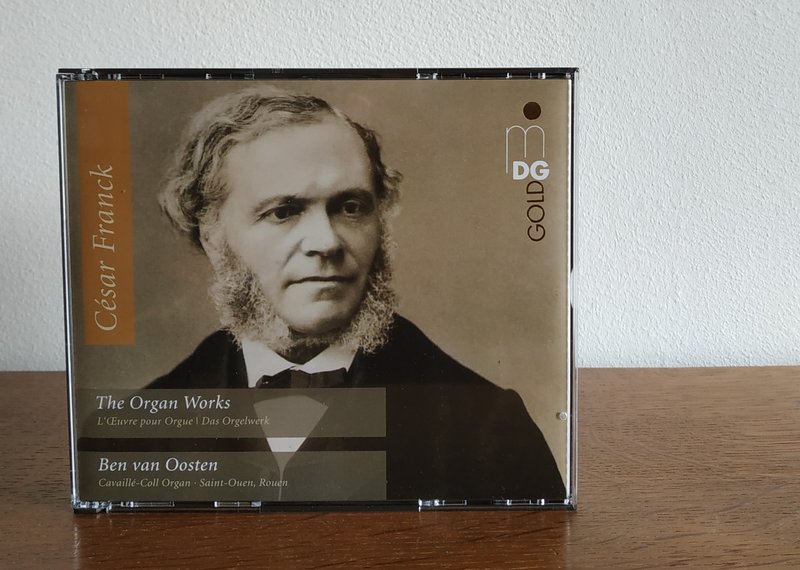 César Franck
m
DG
GOLD
The Organ Works
L'Œuvre pour Orgue | Das Orgelwerk
Ben van Oosten
Cavaillé-Coll Organ · Saint-Ouen, Rouen